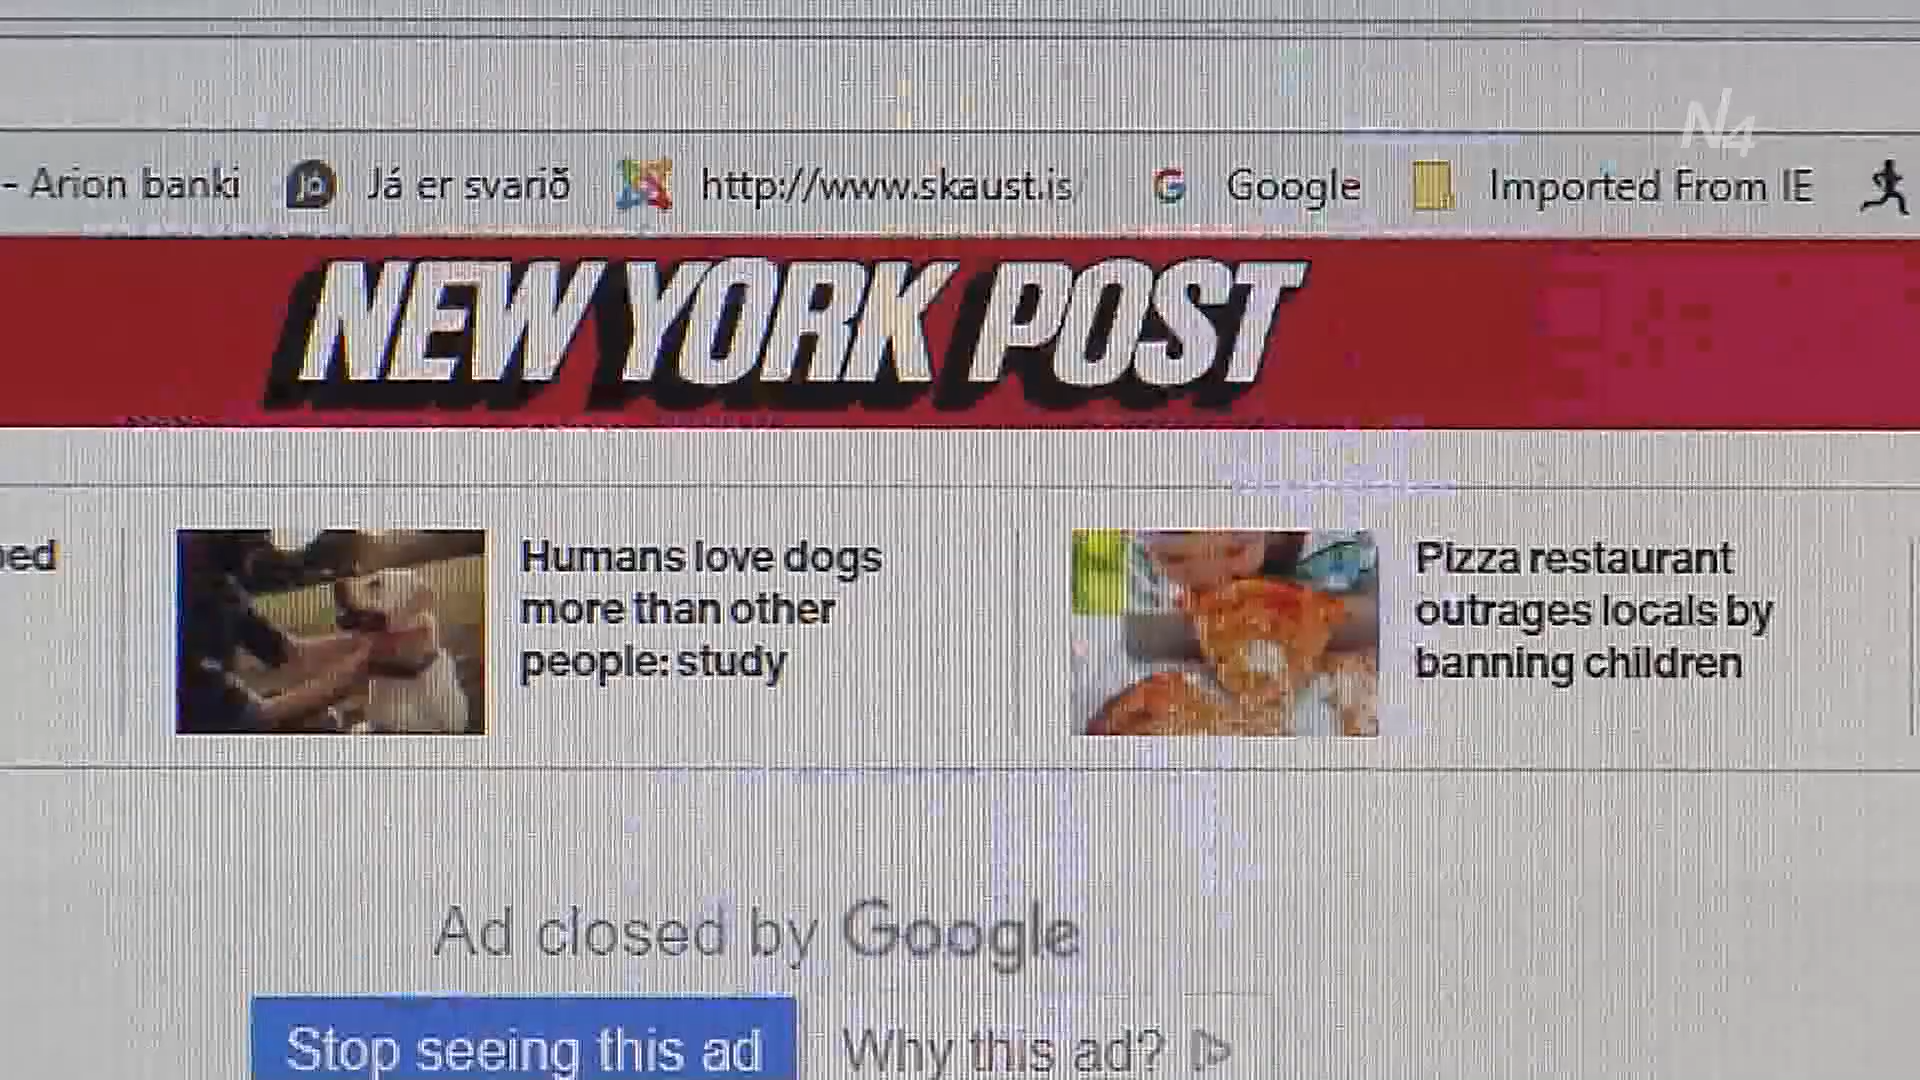 N4
- Arion banki
já
Já er svarið
http://www.skaust.is
G
Google
Imported From IE
NEW YORK POST
Humans love dogs
more than other
people: study
Pizza restaurant
outrages locals by
banning children
Ad closed by Google
Stop seeing this ad
Why this ad?